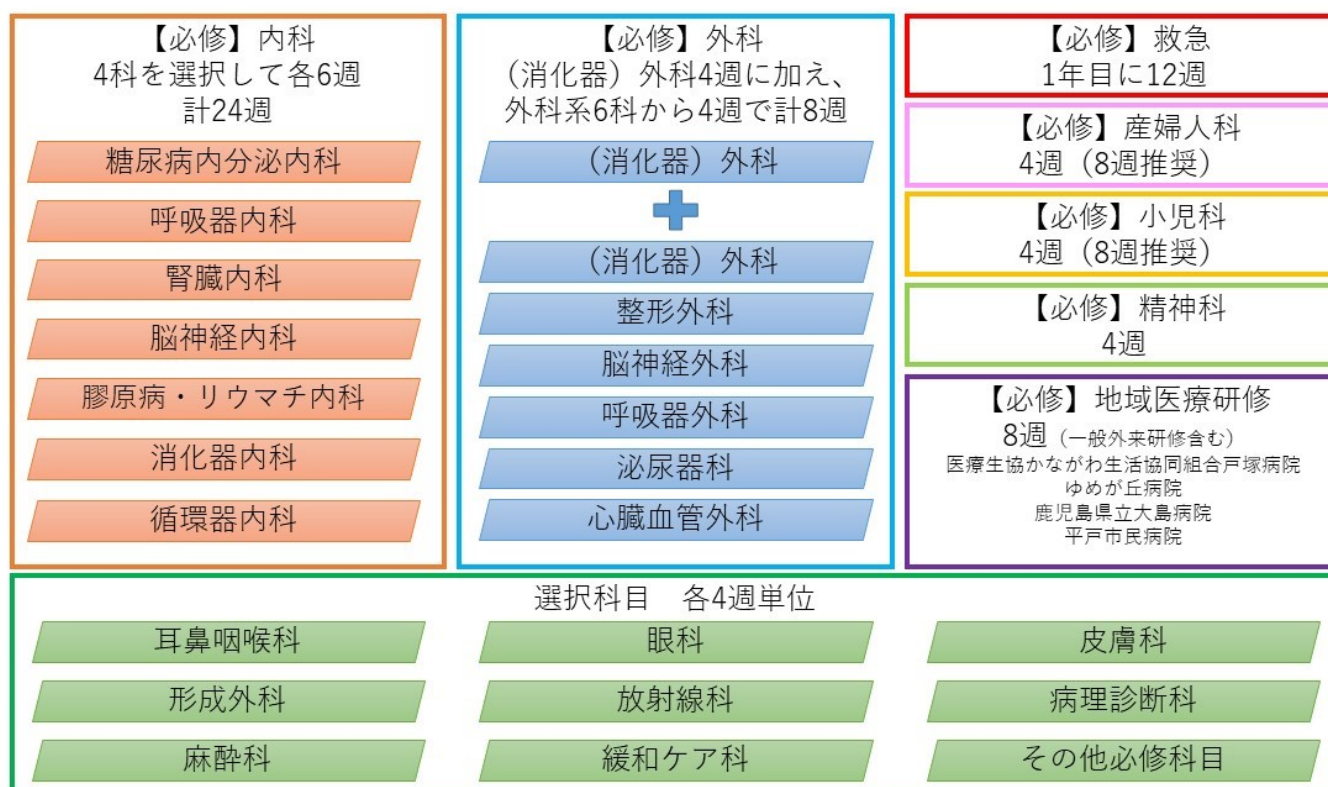 【必修】内科
4科を選択して各6週
計24週
糖尿病内分泌内科
呼吸器内科
腎臓内科
脳神経内科
膠原病・リウマチ内科
消化器内科
循環器内科
【必修】外科
（消化器）外科4週に加え、
外科系6科から4週で計8週
（消化器）外科
（消化器）外科
整形外科
脳神経外科
呼吸器外科
泌尿器科
心臓血管外科
【必修】救急
1年目に12週
【必修】産婦人科
4週（8週推奨）
【必修】小児科
4週（8週推奨）
【必修】精神科
4週
【必修】地域医療研修
8週（一般外来研修含む）
医療生協かながわ生活協同組合戸塚病院
ゆめが丘病院
鹿児島県立大島病院
平戸市民病院
選択科目　各4週単位
耳鼻咽喉科
眼科
皮膚科
形成外科
放射線科
病理診断科
麻酔科
緩和ケア科
その他必修科目